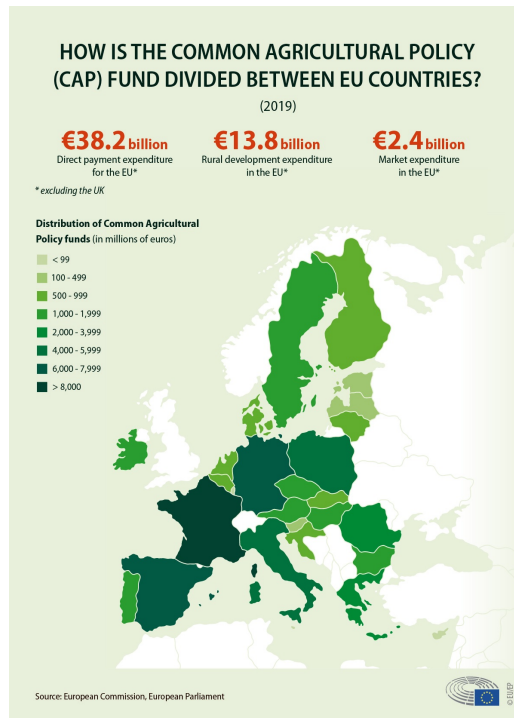 HOW IS THE COMMON AGRICULTURAL POLICY
(CAP) FUND DIVIDED BETWEEN EU COUNTRIES?
(2019)
€38.2 billion
Direct payment expenditure
for the EU*
€13.8 billion
Rural development expenditure
in the EU*
€2.4 billion
Market expenditure
in the EU*
* excluding the UK
Distribution of Common Agricultural
Policy funds (in millions of euros)
< 99
100 - 499
500 - 999
1,000 - 1,999
2,000 - 3,999
4,000 - 5,999
6,000 - 7,999
> 8,000
Source: European Commission, European Parliament
© EU/EP